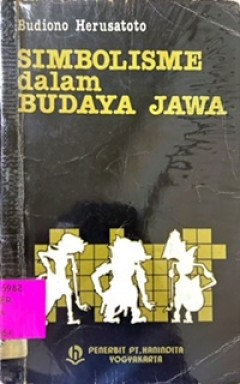 Budiono Herusatoto
SIMBOLISME
dalam
BUDAYA JAWA
PENERBIT PT. HANINDITA
YOGYAKARTA